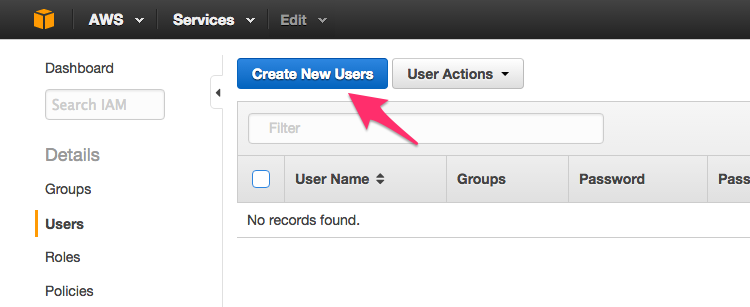 AWS Services Edit
Dashboard
Search IAM
Details
Groups
Users
Roles
Policies
Create New Users User Actions
Filter
User Name Groups Password Pass
No records found.